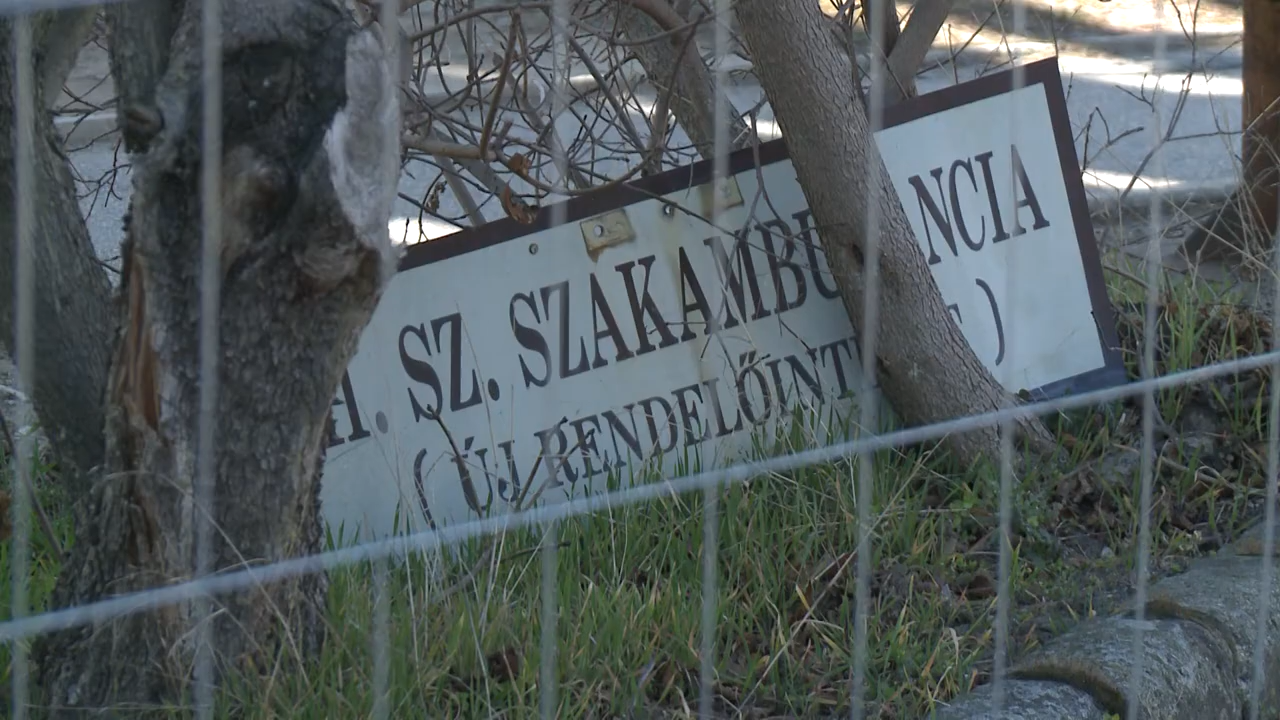 SZ. SZAKAMBU NCIA
( ÚJ RENDELŐINT )